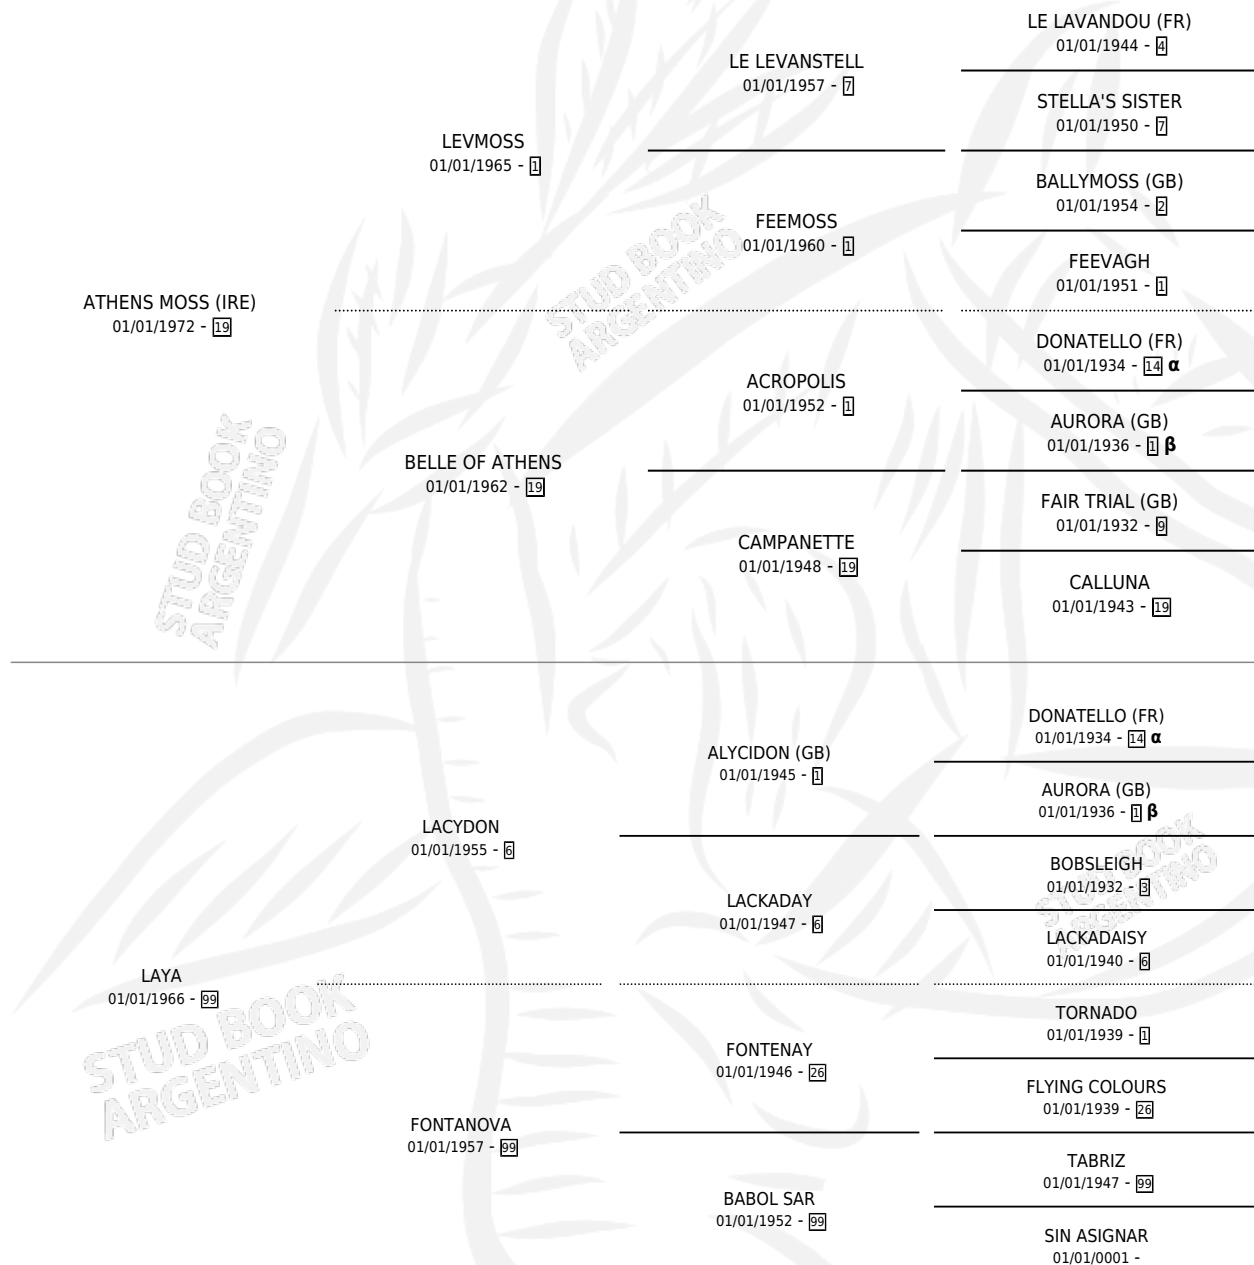 LE LAVANDOU (FR)
01/01/1944 - 4
LE LEVANSTELL
01/01/1957 - 7
STELLA'S SISTER
01/01/1950 - 7
LEVMOSS
01/01/1965 - 1
BALLYMOSS (GB)
01/01/1954 - 2
FEEMOSS
01/01/1960 - 1
FEEVAGH
01/01/1951 - 1
ATHENS MOSS (IRE)
01/01/1972 - 19
DONATELLO (FR)
01/01/1934 - 14 α
ACROPOLIS
01/01/1952 - 1
AURORA (GB)
01/01/1936 - 1 β
BELLE OF ATHENS
01/01/1962 - 19
FAIR TRIAL (GB)
01/01/1932 - 9
CAMPANETTE
01/01/1948 - 19
CALLUNA
01/01/1943 - 19
DONATELLO (FR)
01/01/1934 - 14 α
ALYCIDON (GB)
01/01/1945 - 1
AURORA (GB)
01/01/1936 - 1 β
LACYDON
01/01/1955 - 6
BOBSLEIGH
01/01/1932 - 3
LACKADAY
01/01/1947 - 6
LACKADAISY
01/01/1940 - 6
LAYA
01/01/1966 - 99
TORNADO
01/01/1939 - 1
FONTENAY
01/01/1946 - 26
FLYING COLOURS
01/01/1939 - 26
FONTANOVA
01/01/1957 - 99
TABRIZ
01/01/1947 - 99
BABOL SAR
01/01/1952 - 99
SIN ASIGNAR
01/01/0001 -
STUD BOOK
ARGENTINO
STUD BOOK
ARGENTINO
STUD BOOK
ARGENTINO
STUD BOOK
ARGENTINO